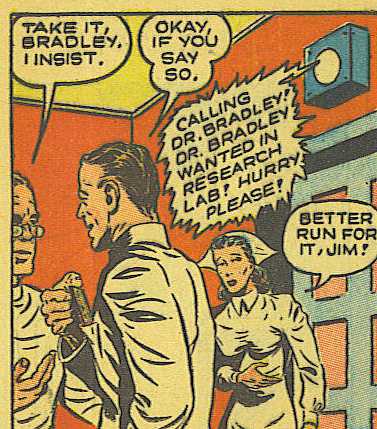 TAKE IT,
BRADLEY.
I INSIST.
OKAY,
IF YOU
SAY
SO.
CALLING
DR. BRADLEY!
DR. BRADLEY
WANTED IN
RESEARCH
LAB! HURRY,
PLEASE!
BETTER
RUN FOR
IT, JIM!